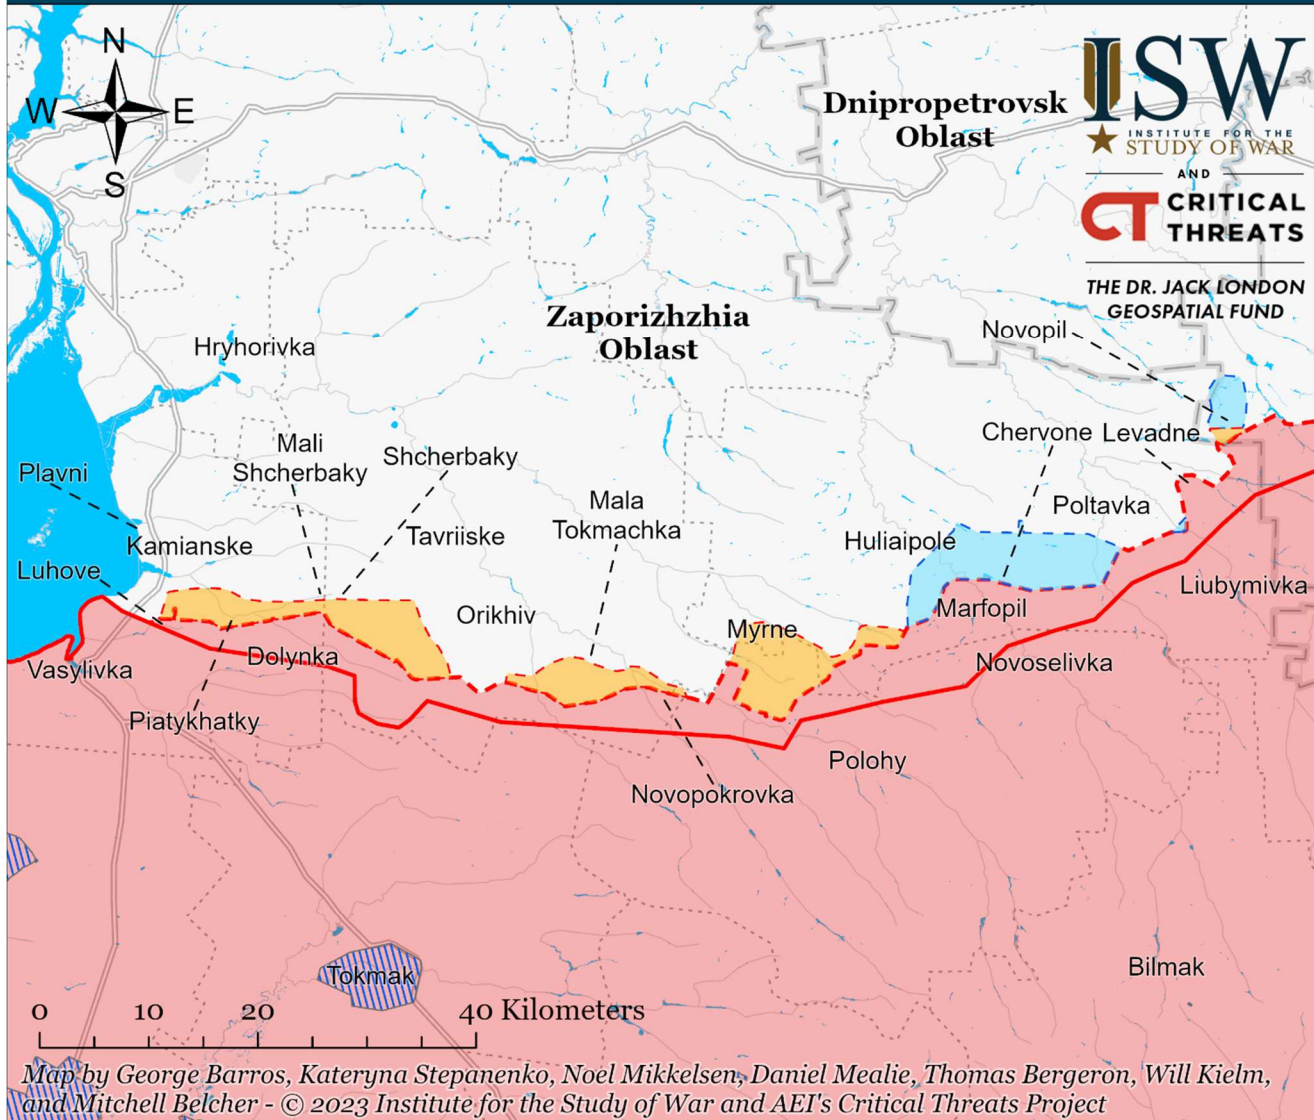 N
W
E
S
Dnipropetrovsk
Oblast
ISW
INSTITUTE FOR THE
STUDY OF WAR
AND
CT CRITICAL
THREATS
THE DR. JACK LONDON
GEOSPATIAL FUND
Zaporizhzhia
Oblast
Novopil
Hryhorivka
Mali
Shcherbaky
Shcherbaky
Chervone
Levadne
Plavni
Mala
Tokmachka
Poltavka
Kamianske
Tavriiske
Huliaipole
Luhove
Liubymivka
Orikhiv
Marfopil
Myrne
Vasylivka
Dolynka
Novoselivka
Piatykhatky
Polohy
Novopokrovka
Tokmak
Bilmak
0 10 20 40 Kilometers
Map by George Barros, Kateryna Stepanenko, Noel Mikkelsen, Daniel Mealie, Thomas Bergeron, Will Kielm,
and Mitchell Belcher - © 2023 Institute for the Study of War and AEI's Critical Threats Project